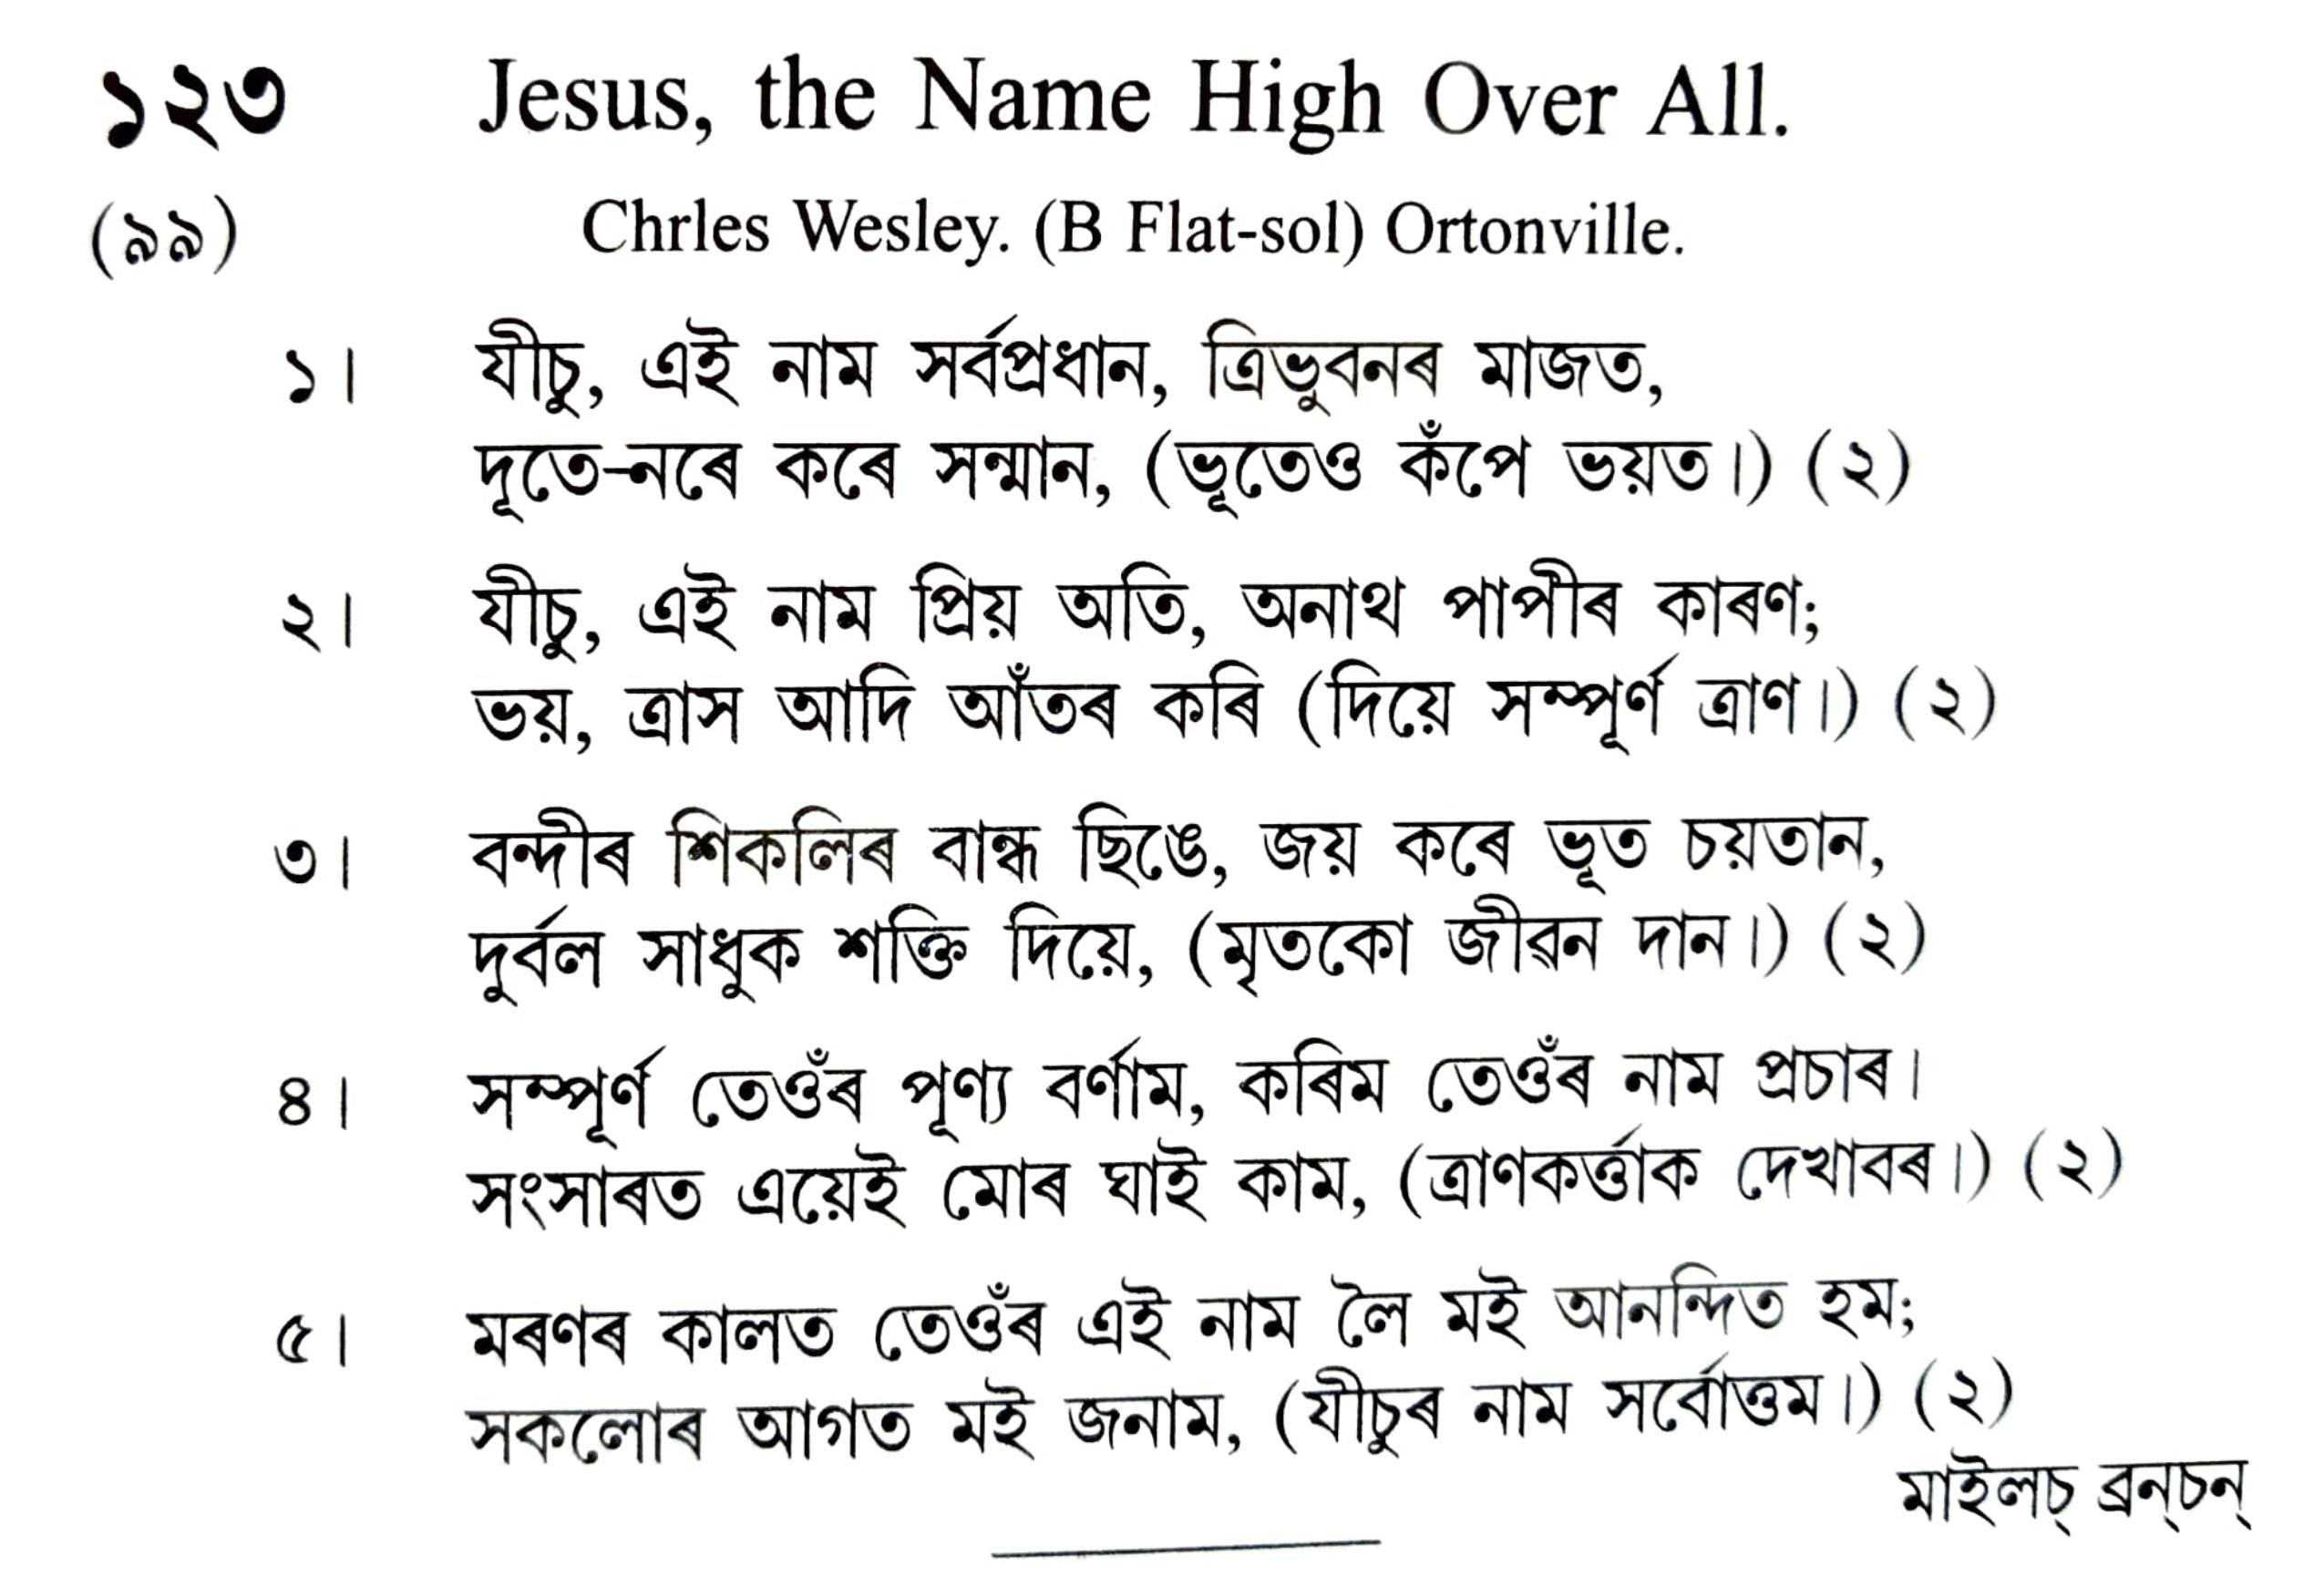 ১২৩ Jesus, the Name High Over All.
(৯৯) Chrles Wesley. (B Flat-sol) Ortonville.
১। যীচু, এই নাম সৰ্বপ্ৰধান, ত্ৰিভুবনৰ মাজত,
দূতে-নৰে কৰে সন্মান, (ভূতেও কঁপে ভয়ত।) (২)
২। যীচু, এই নাম প্ৰিয় অতি, অনাথ পাপীৰ কাৰণ;
ভয়, ত্ৰাস আদি আঁতৰ কৰি (দিয়ে সম্পূৰ্ণ ত্ৰাণ।) (২)
৩। বন্দীৰ শিকলিৰ বান্ধ ছিঙে, জয় কৰে ভূত চয়তান,
দুৰ্বল সাধুক শক্তি দিয়ে, (মৃতকো জীৱন দান।) (২)
৪। সম্পূৰ্ণ তেওঁৰ পূণ্য বৰ্ণাম, কৰিম তেওঁৰ নাম প্ৰচাৰ।
সংসাৰত এয়েই মোৰ ঘাই কাম, (ত্ৰাণকৰ্ত্তাক দেখাবৰ।) (২)
৫। মৰণৰ কালত তেওঁৰ এই নাম লৈ মই আনন্দিত হম;
সকলোৰ আগত মই জনাম, (যীচুৰ নাম সৰ্বোত্তম।) (২)
মাইলচ্ ব্ৰন্‌চন্